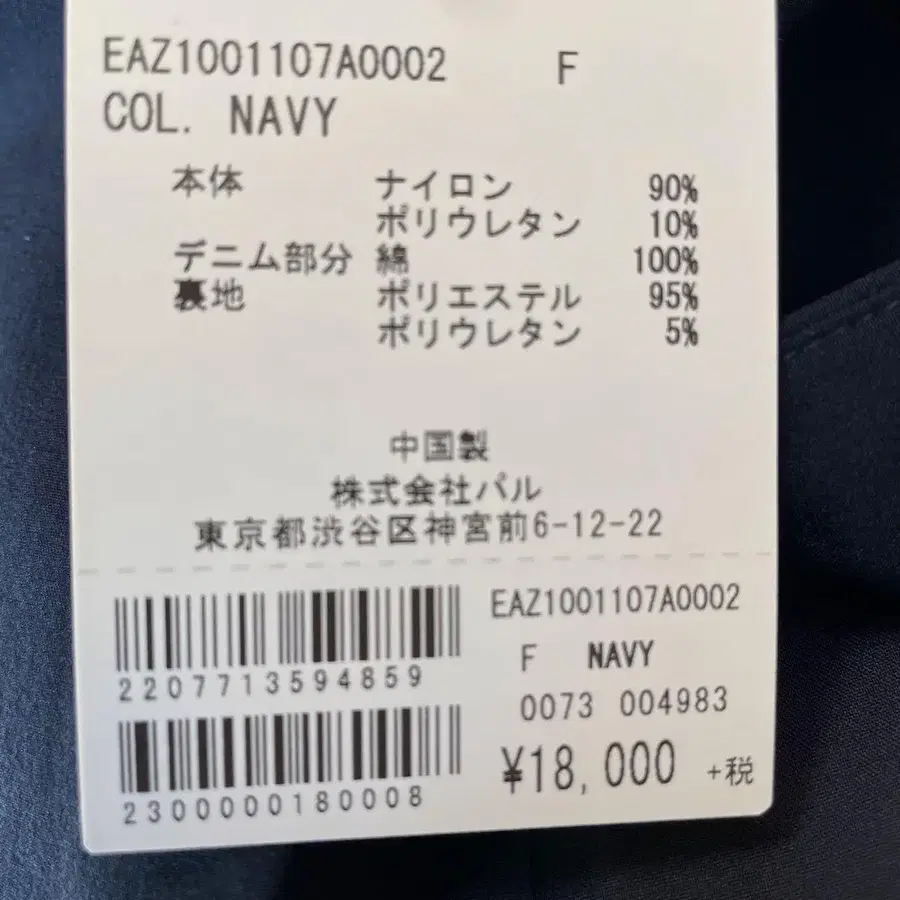 EAZ1001107A0002 F
COL. NAVY
本体 ナイロン 90%
ポリウレタン 10%
デニム部分 綿 100%
裏地 ポリエステル 95%
ポリウレタン 5%
中国製
株式会社パル
東京都渋谷区神宮前6-12-22
2207713594859
2300000180008
EAZ1001107A0002
F NAVY
0073 004983
¥18,000 +税